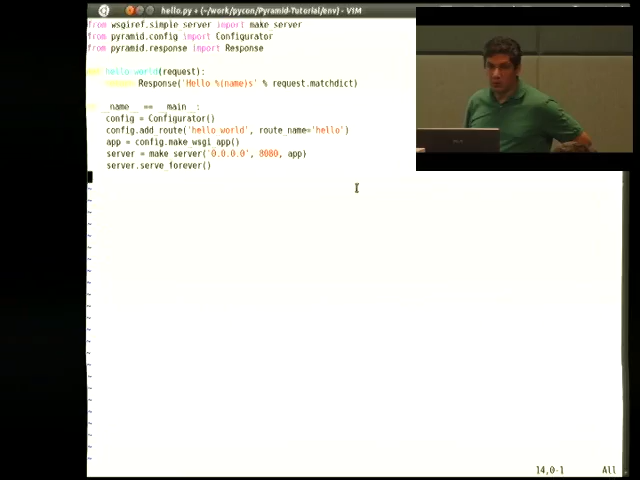 hello.py + (~/work/pycon/Pyramid-Tutorial/env) - VIM
from wsgiref.simple_server import make_server
from pyramid.config import Configurator
from pyramid.response import Response
hello_world(request):
Response('Hello %(name)s' % request.matchdict)
__name__ == '__main__':
config = Configurator()
config.add_route('hello_world', route_name='hello')
app = config.make_wsgi_app()
server = make_server('0.0.0.0', 8080, app)
server.serve_forever()
14,0-1 All